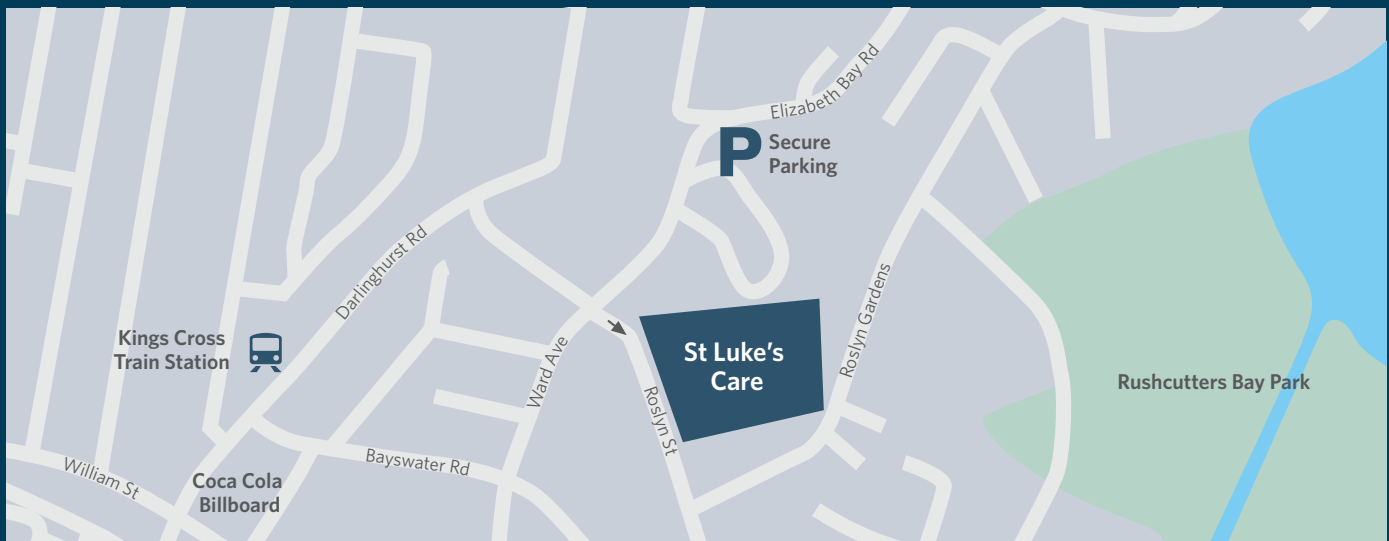 Elizabeth Bay Rd
P
Secure
Parking
Darlinghurst Rd
Kings Cross
Train Station
Ward Ave
St Luke's
Care
Roslyn Gardens
Roslyn St
Rushcutters Bay Park
William St
Bayswater Rd
Coca Cola
Billboard